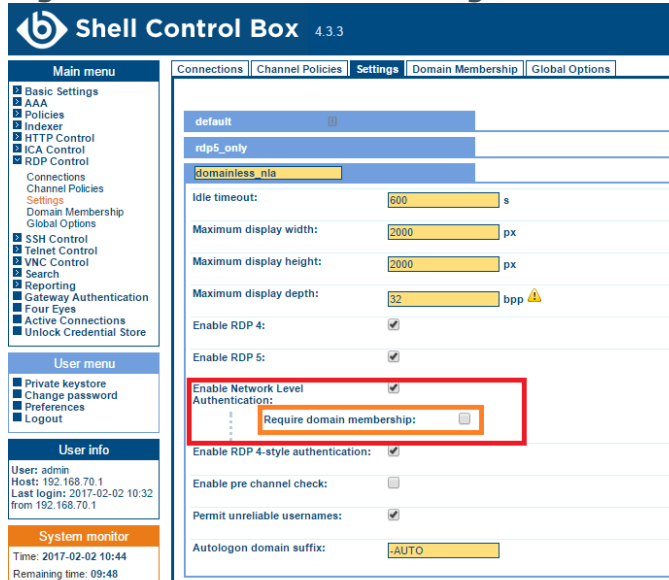 Shell Control Box 4.3.3
Main menu
Basic Settings
AAA
Policies
Indexer
HTTP Control
ICA Control
RDP Control
Connections
Channel Policies
Settings
Domain Membership
Global Options
SSH Control
Telnet Control
VNC Control
Search
Reporting
Gateway Authentication
Four Eyes
Active Connections
Unlock Credential Store
User menu
Private keystore
Change password
Preferences
Logout
User info
User: admin
Host: 192.168.70.1
Last login: 2017-02-02 10:32
from 192.168.70.1
System monitor
Time: 2017-02-02 10:44
Remaining time: 09:48
Connections Channel Policies Settings Domain Membership Global Options
default
rdp5_only
domainless_nla
Idle timeout: 600 s
Maximum display width: 2000 px
Maximum display height: 2000 px
Maximum display depth: 32 bpp
Enable RDP 4:
Enable RDP 5:
Enable Network Level
Authentication:
Require domain membership:
Enable RDP 4-style authentication:
Enable pre channel check:
Permit unreliable usernames:
Autologon domain suffix: -AUTO